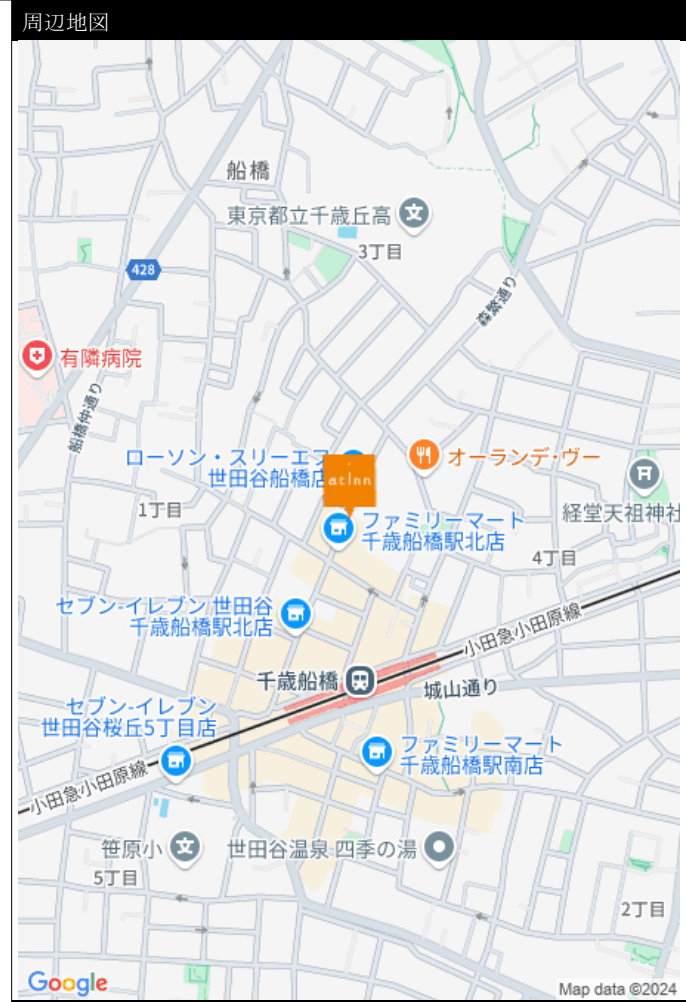 周辺地図
船橋
東京都立千歳丘高
3丁目
428
森繁通り
有隣病院
船橋仲通り
ローソン・スリーエフ
世田谷船橋店
atInn
オーランデ･ヴー
1丁目
ファミリーマート
千歳船橋駅北店
経堂天祖神社
4丁目
セブン-イレブン 世田谷
千歳船橋駅北店
小田急小田原線
千歳船橋
城山通り
セブン-イレブン
世田谷桜丘5丁目店
ファミリーマート
千歳船橋駅南店
小田急小田原線
笹原小
世田谷温泉 四季の湯
5丁目
2丁目
Google
Map data ©2024